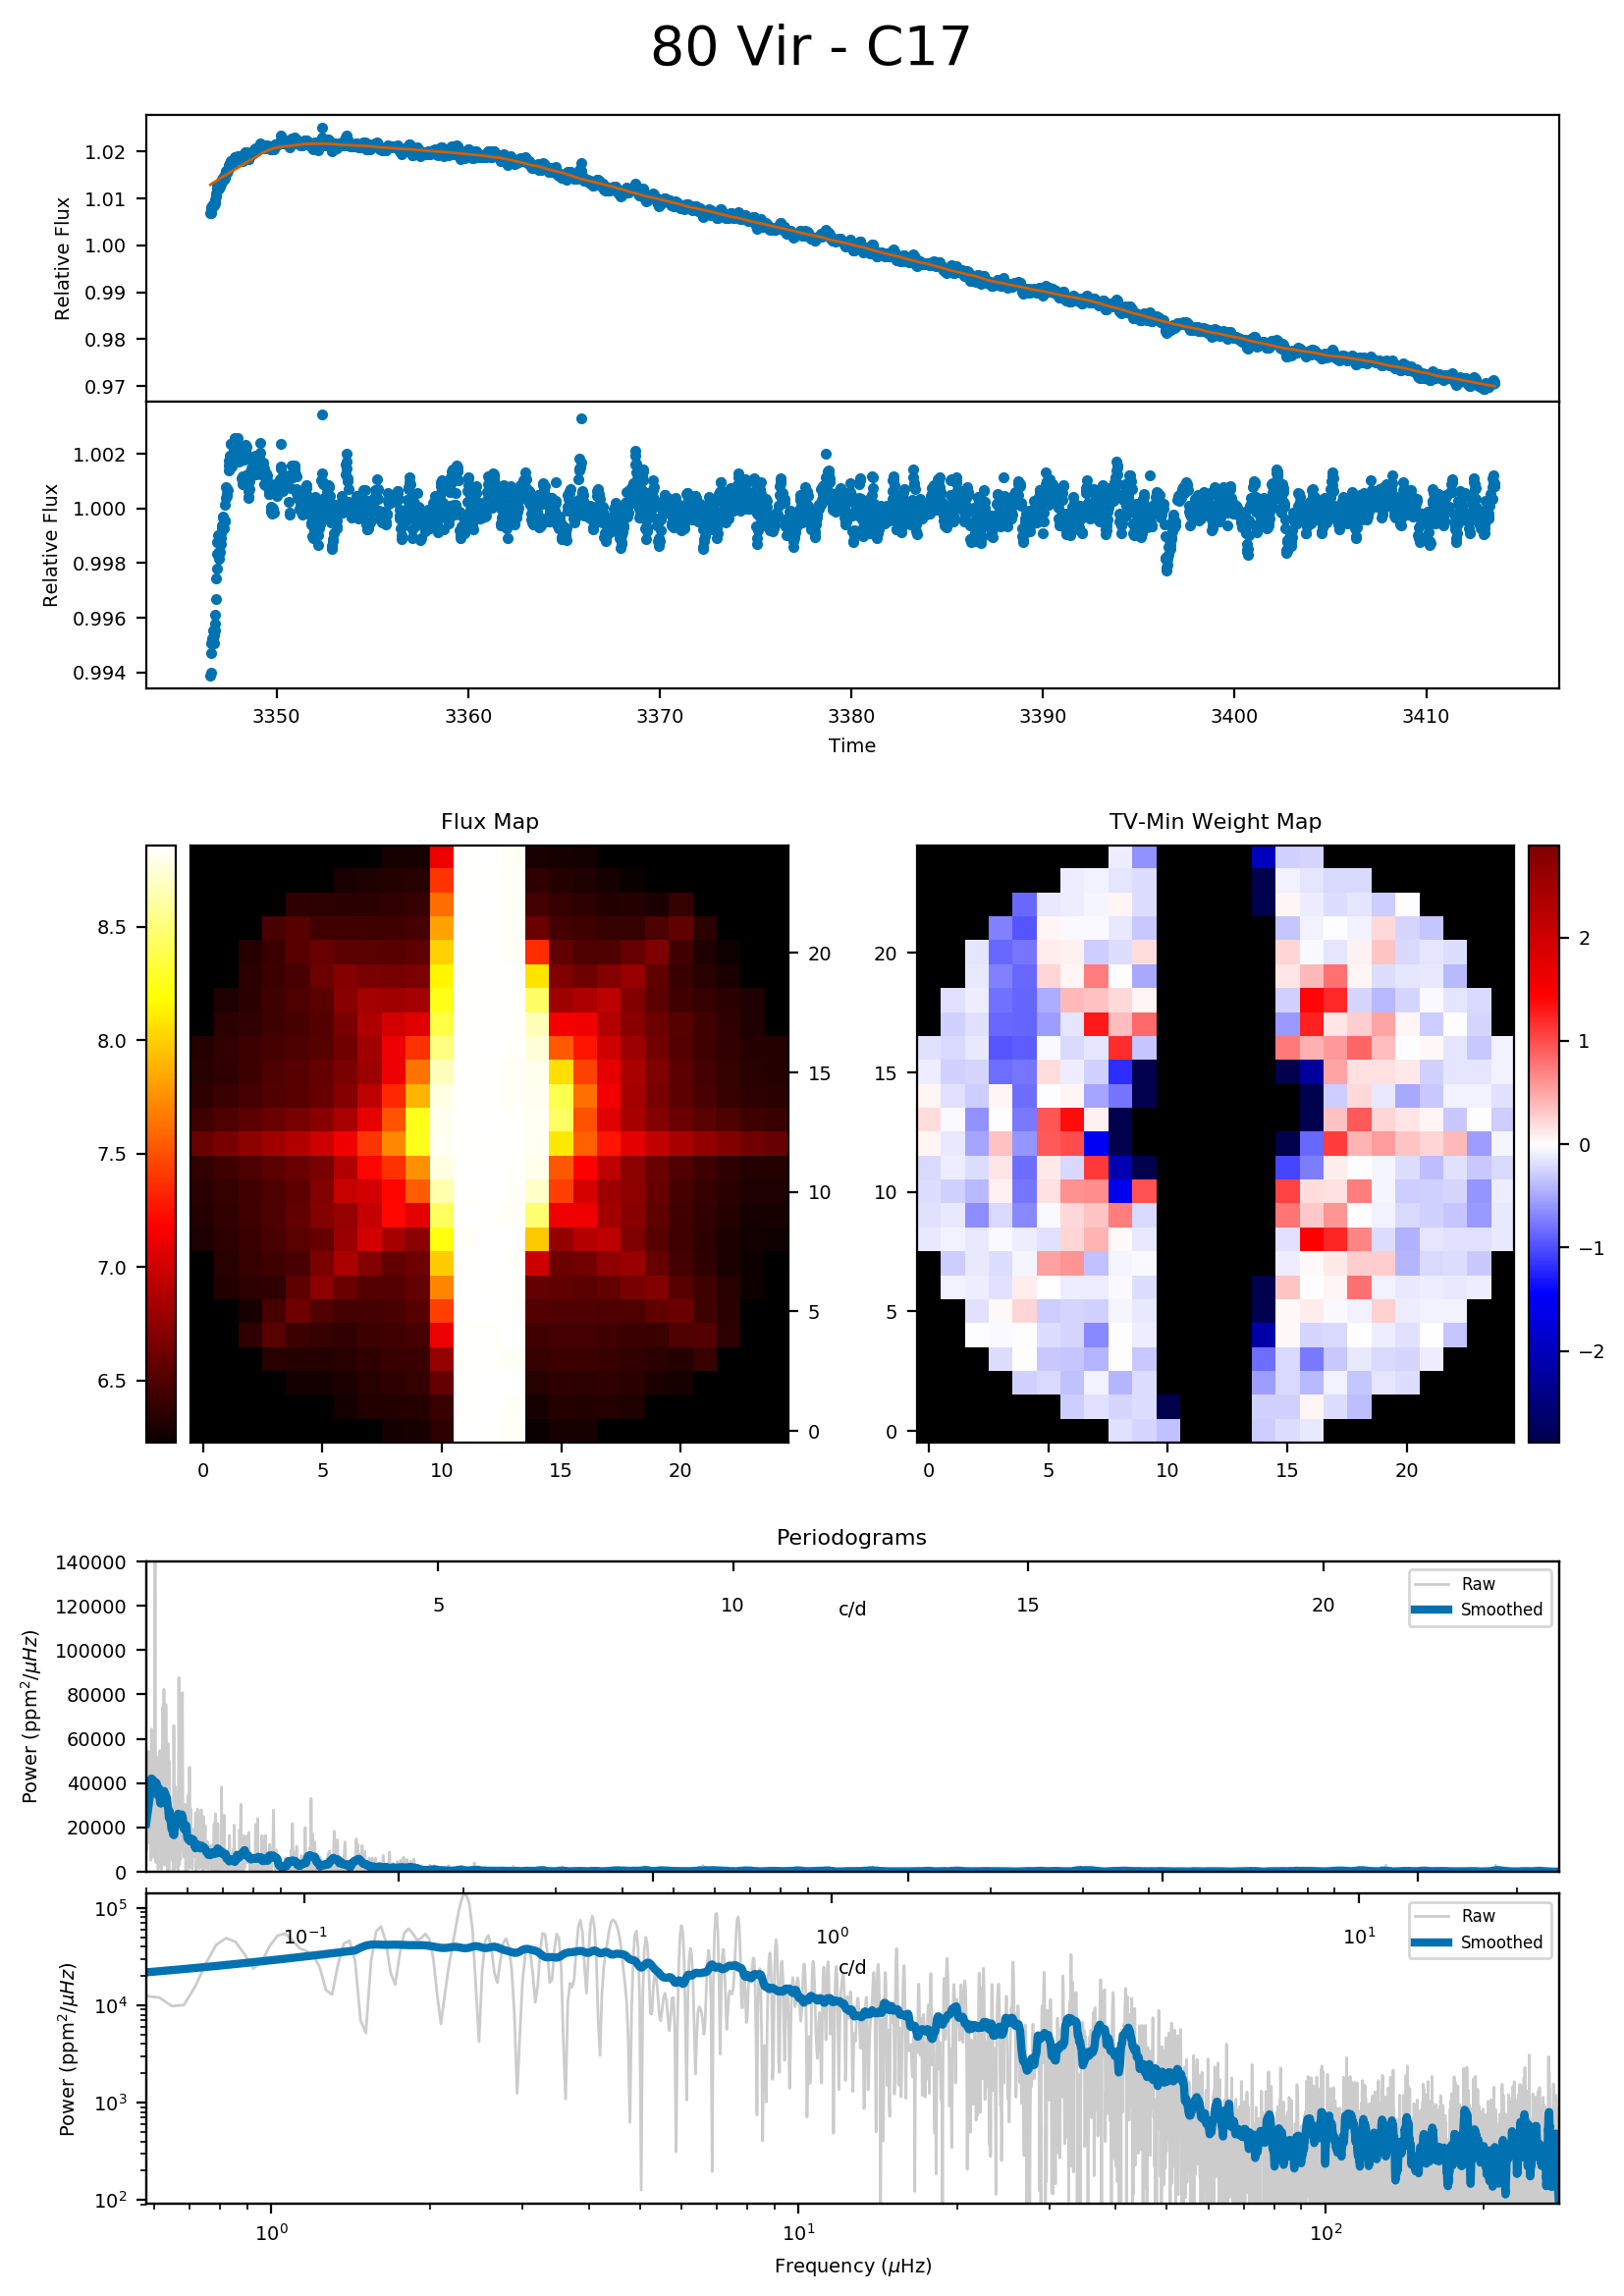 80 Vir - C17
1.02
1.01
1.00
0.99
0.98
0.97
Relative Flux
1.002
1.000
0.998
0.996
0.994
Relative Flux
3350 3360 3370 3380 3390 3400 3410
Time
Flux Map
8.5
8.0
7.5
7.0
6.5
20
15
10
5
0
0 5 10 15 20
TV-Min Weight Map
20
15
10
5
0
0 5 10 15 20
2
1
0
−1
−2
Periodograms
140000
120000
100000
80000
60000
40000
20000
0
Power (ppm²/μHz)
5 10 15 20
c/d
Raw
Smoothed
10⁵
10⁴
10³
10²
Power (ppm²/μHz)
10⁻¹ 10⁰ 10¹
c/d
Raw
Smoothed
10⁰ 10¹ 10²
Frequency (μHz)